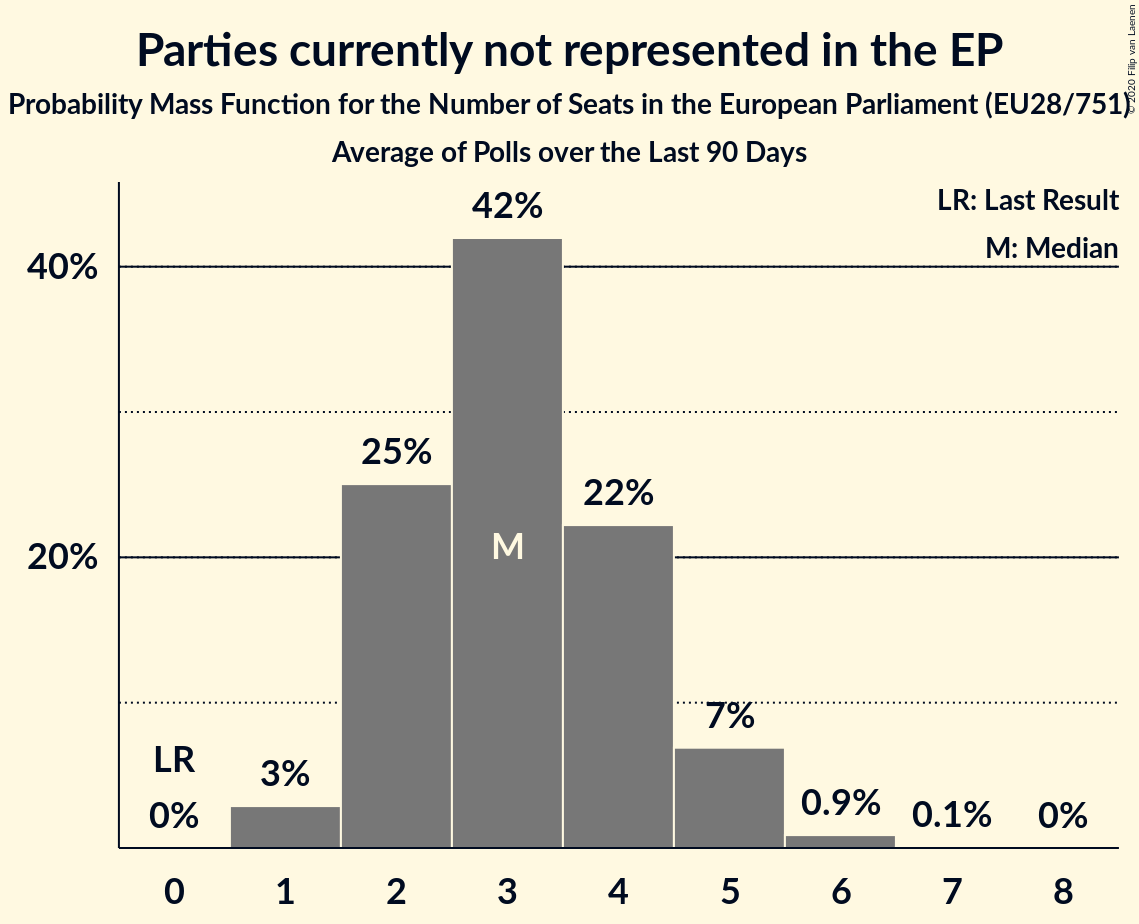 Parties currently not represented in the EP
Probability Mass Function for the Number of Seats in the European Parliament (EU28/751)
Average of Polls over the Last 90 Days
© 2020 Filip van Laenen
LR: Last Result
M: Median
42%
40%
25%
22%
M
20%
7%
LR
3%
0%
0.9%
0.1%
0%
0 1 2 3 4 5 6 7 8